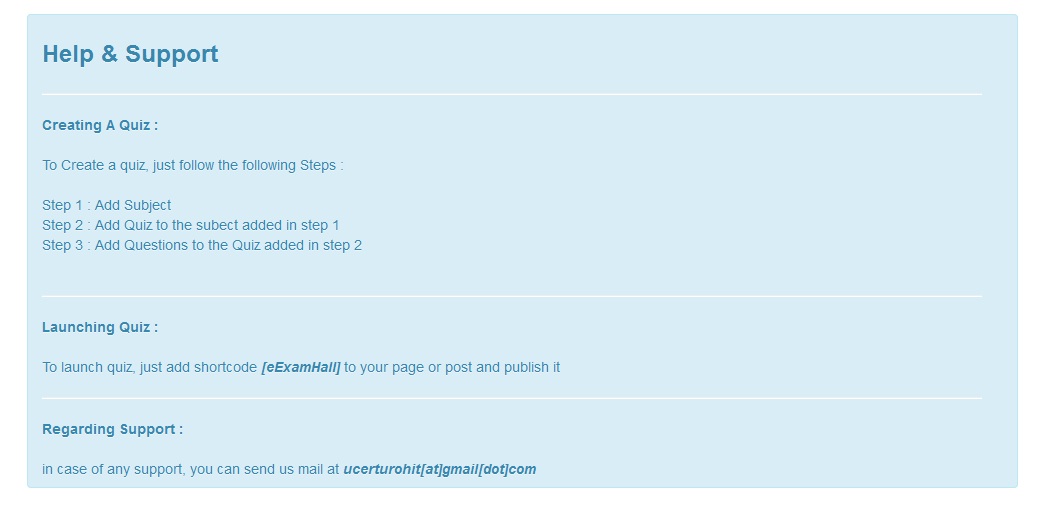 Help & Support
Creating A Quiz :
To Create a quiz, just follow the following Steps :
Step 1 : Add Subject
Step 2 : Add Quiz to the subect added in step 1
Step 3 : Add Questions to the Quiz added in step 2
Launching Quiz :
To launch quiz, just add shortcode [eExamHall] to your page or post and publish it
Regarding Support :
in case of any support, you can send us mail at ucerturohit[at]gmail[dot]com